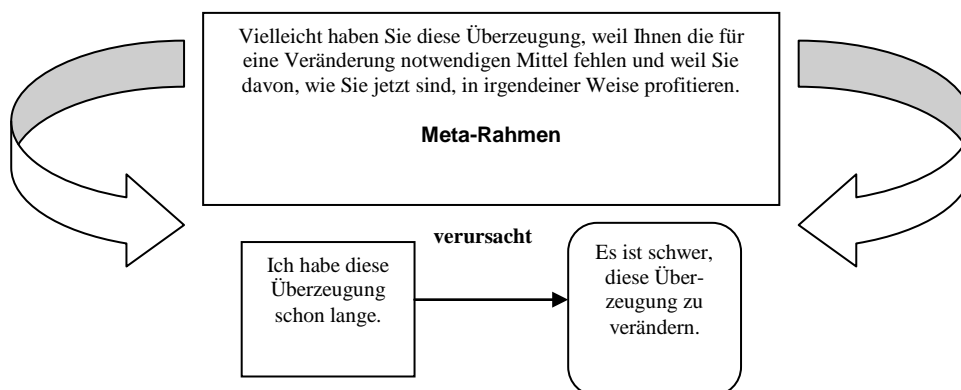 Vielleicht haben Sie diese Überzeugung, weil Ihnen die für
eine Veränderung notwendigen Mittel fehlen und weil Sie
davon, wie Sie jetzt sind, in irgendeiner Weise profitieren.
Meta-Rahmen
verursacht
Ich habe diese
Überzeugung
schon lange.
Es ist schwer,
diese Über-
zeugung zu
verändern.